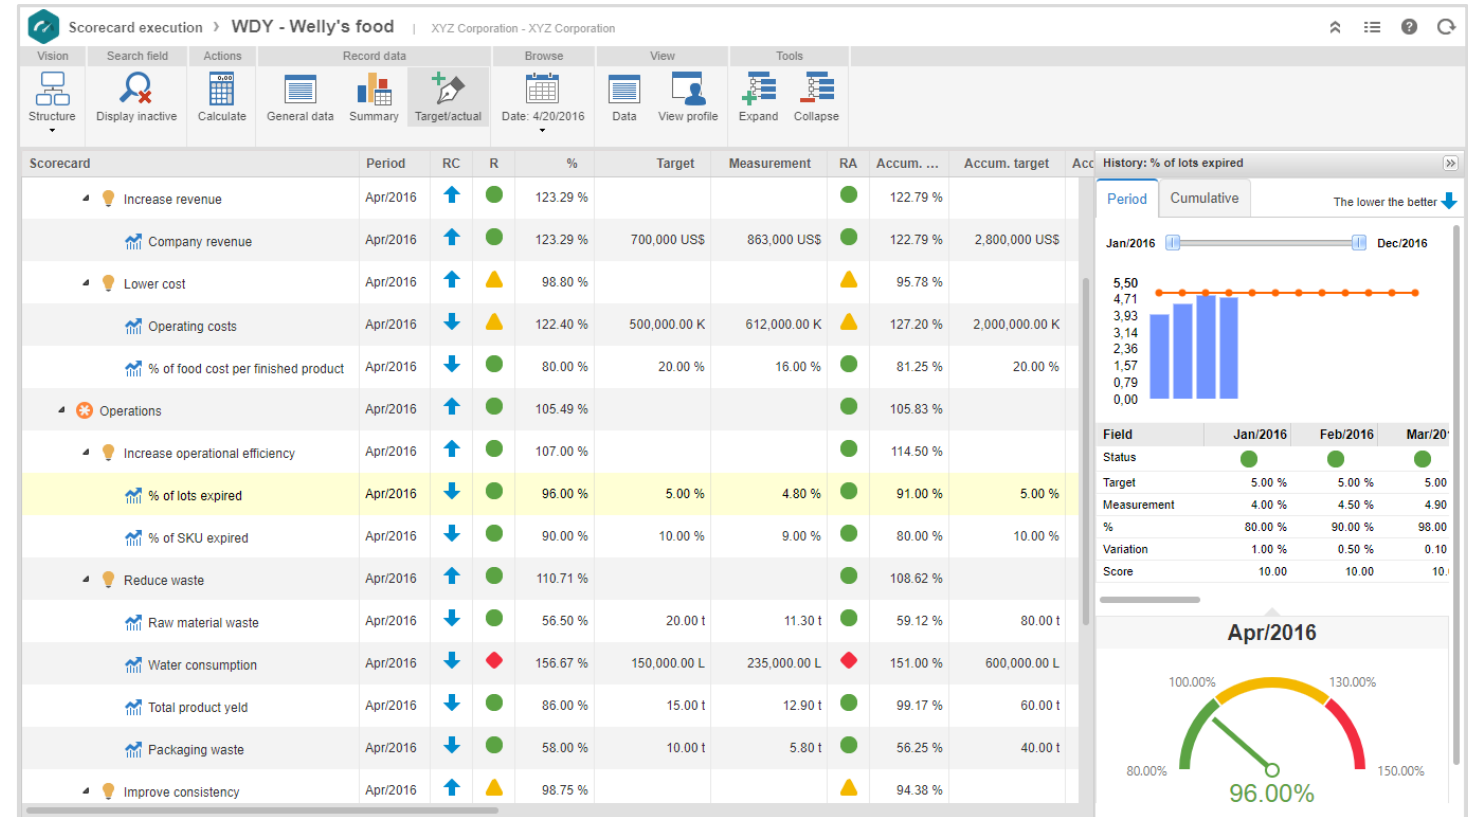 Scorecard execution > WDY - Welly's food | XYZ Corporation - XYZ Corporation
Vision Search field Actions Record data Browse View Tools
Structure Display inactive Calculate General data Summary Target/actual Date: 4/20/2016 Data View profile Expand Collapse
Scorecard Period RC R % Target Measurement RA Accum. ... Accum. target Acc
Increase revenue Apr/2016 123.29 % 122.79 %
Company revenue Apr/2016 123.29 % 700,000 US$ 863,000 US$ 122.79 % 2,800,000 US$
Lower cost Apr/2016 98.80 % 95.78 %
Operating costs Apr/2016 122.40 % 500,000.00 K 612,000.00 K 127.20 % 2,000,000.00 K
% of food cost per finished product Apr/2016 80.00 % 20.00 % 16.00 % 81.25 % 20.00 %
Operations Apr/2016 105.49 % 105.83 %
Increase operational efficiency Apr/2016 107.00 % 114.50 %
% of lots expired Apr/2016 96.00 % 5.00 % 4.80 % 91.00 % 5.00 %
% of SKU expired Apr/2016 90.00 % 10.00 % 9.00 % 80.00 % 10.00 %
Reduce waste Apr/2016 110.71 % 108.62 %
Raw material waste Apr/2016 56.50 % 20.00 t 11.30 t 59.12 % 80.00 t
Water consumption Apr/2016 156.67 % 150,000.00 L 235,000.00 L 151.00 % 600,000.00 L
Total product yeld Apr/2016 86.00 % 15.00 t 12.90 t 99.17 % 60.00 t
Packaging waste Apr/2016 58.00 % 10.00 t 5.80 t 56.25 % 40.00 t
Improve consistency Apr/2016 98.75 % 94.38 %
History: % of lots expired
Period Cumulative The lower the better
Jan/2016 Dec/2016
5,50
4,71
3,93
3,14
2,36
1,57
0,79
0,00
Field Jan/2016 Feb/2016 Mar/20
Status
Target 5.00 % 5.00 % 5.00
Measurement 4.00 % 4.50 % 4.90
% 80.00 % 90.00 % 98.00
Variation 1.00 % 0.50 % 0.10
Score 10.00 10.00 10.
Apr/2016
100.00% 130.00%
80.00% 150.00%
96.00%